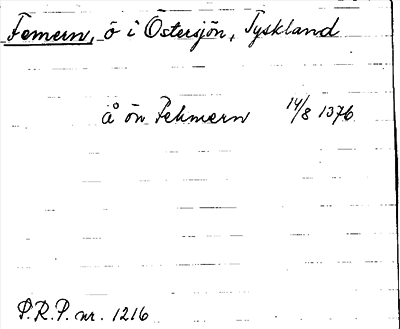 Femern, ö i Östersjön, Tyskland
å ön Fehmern 14/8 1376
P.R.P. nr. 1216